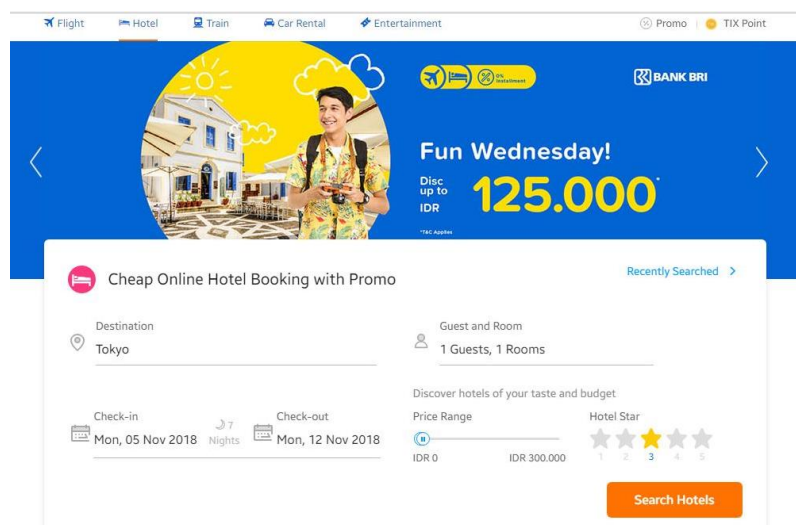 Flight Hotel Train Car Rental Entertainment Promo TIX Point
0%
Installment
BANK BRI
Fun Wednesday!
Disc
up to
IDR
125.000*
*T&C Applies
Cheap Online Hotel Booking with Promo
Recently Searched
Destination
Tokyo
Guest and Room
1 Guests, 1 Rooms
Discover hotels of your taste and budget
Check-in
Mon, 05 Nov 2018
7
Nights
Check-out
Mon, 12 Nov 2018
Price Range
IDR 0 IDR 300.000
Hotel Star
1 2 3 4 5
Search Hotels